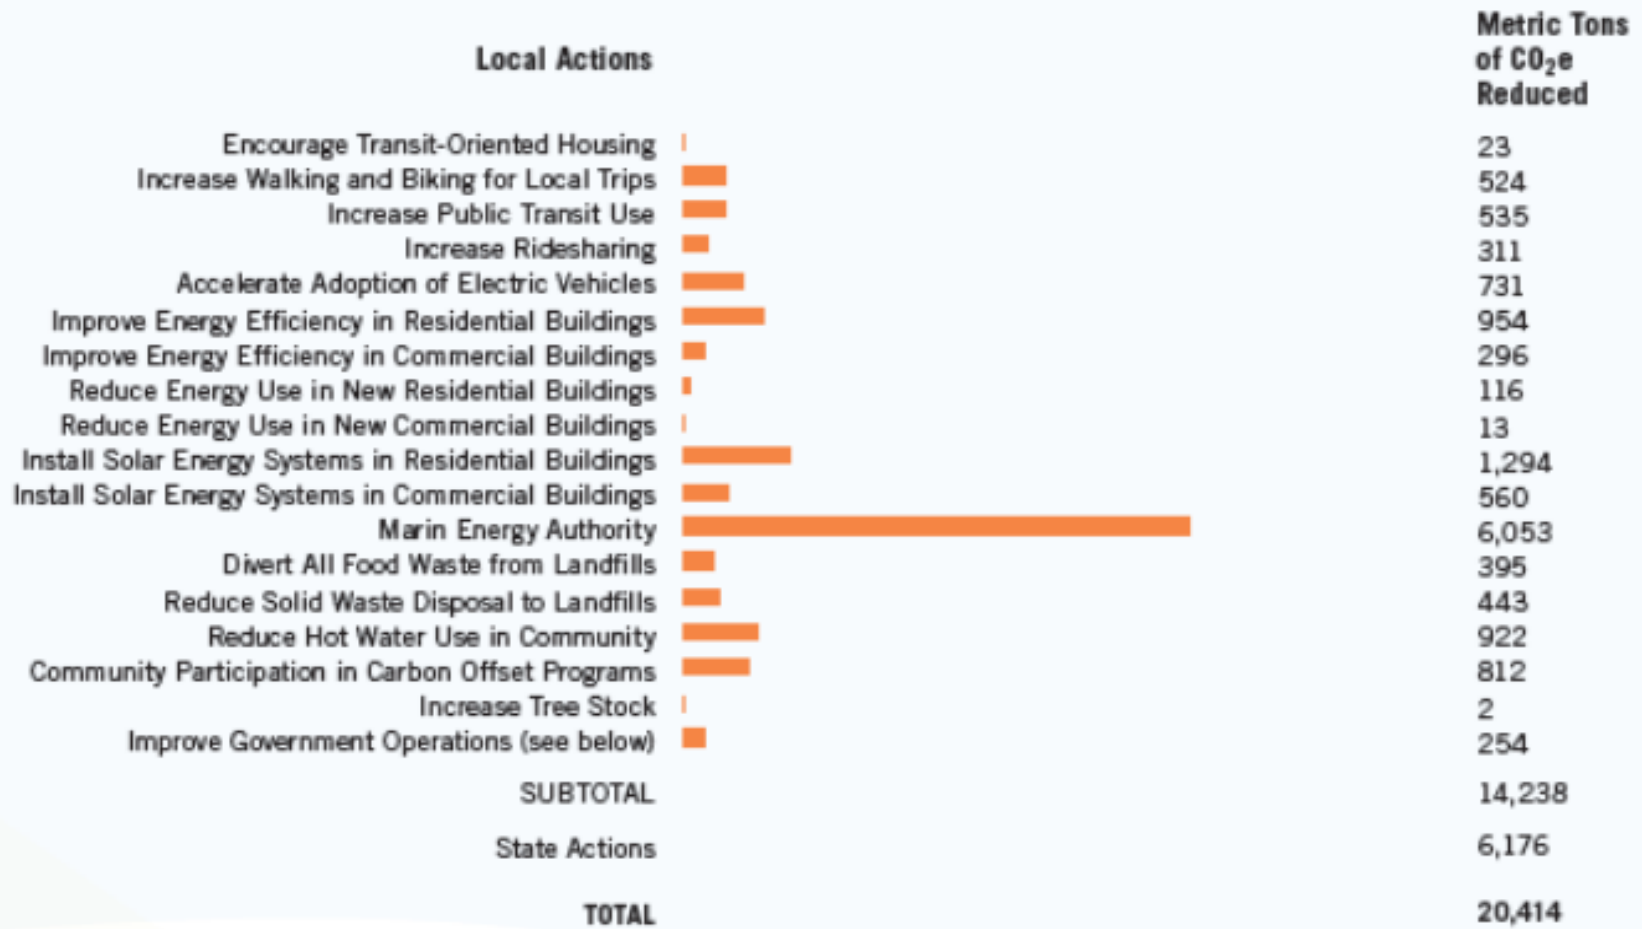 Local Actions
Metric Tons
of CO₂e
Reduced
Encourage Transit-Oriented Housing 23
Increase Walking and Biking for Local Trips 524
Increase Public Transit Use 535
Increase Ridesharing 311
Accelerate Adoption of Electric Vehicles 731
Improve Energy Efficiency in Residential Buildings 954
Improve Energy Efficiency in Commercial Buildings 296
Reduce Energy Use in New Residential Buildings 116
Reduce Energy Use in New Commercial Buildings 13
Install Solar Energy Systems in Residential Buildings 1,294
Install Solar Energy Systems in Commercial Buildings 560
Marin Energy Authority 6,053
Divert All Food Waste from Landfills 395
Reduce Solid Waste Disposal to Landfills 443
Reduce Hot Water Use in Community 922
Community Participation in Carbon Offset Programs 812
Increase Tree Stock 2
Improve Government Operations (see below) 254
SUBTOTAL 14,238
State Actions 6,176
TOTAL 20,414